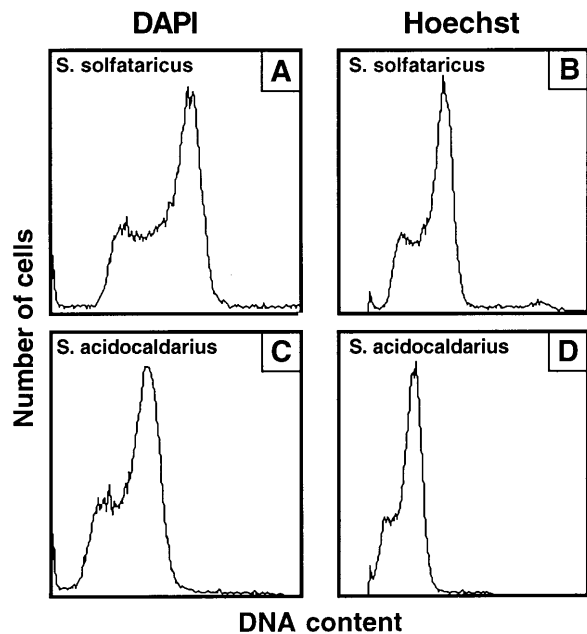 DAPI Hoechst
S. solfataricus A
S. solfataricus B
S. acidocaldarius C
S. acidocaldarius D
Number of cells
DNA content